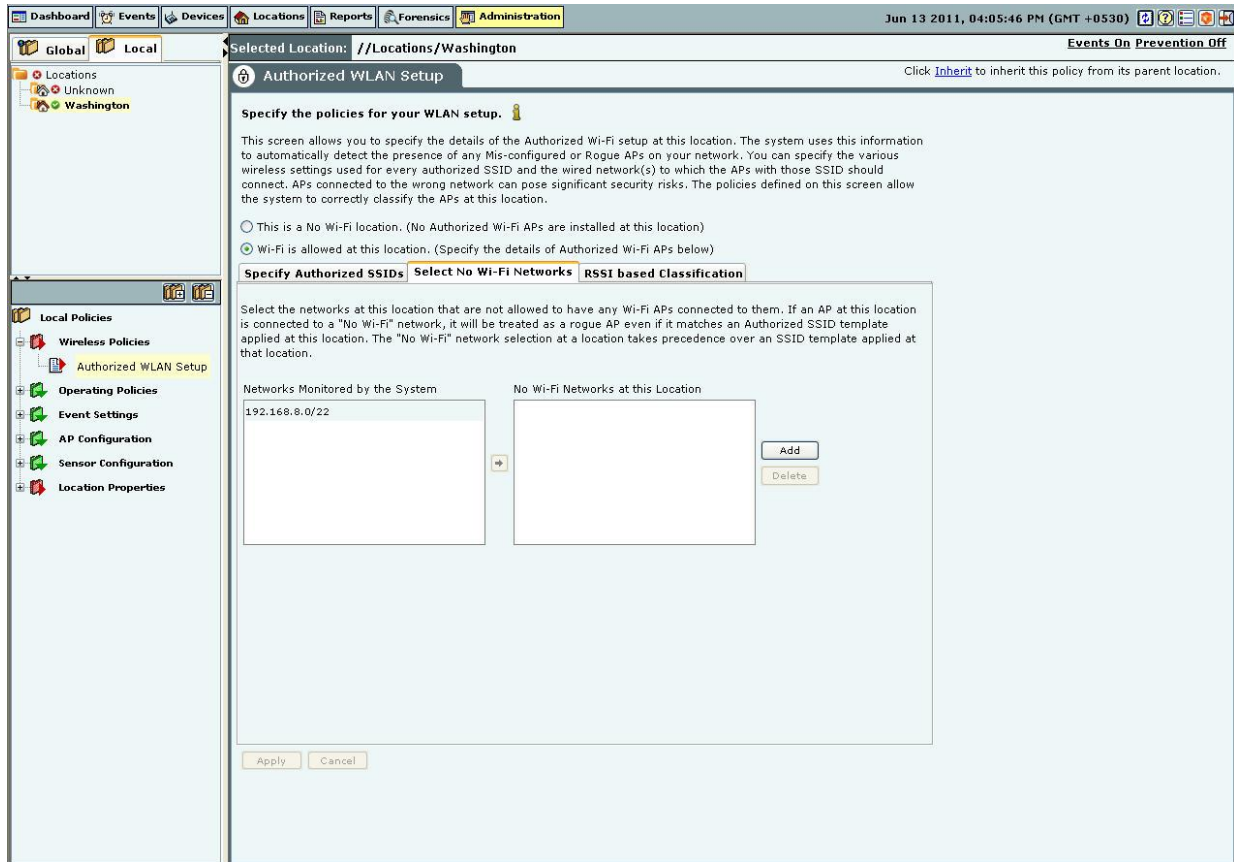 Dashboard Events Devices Locations Reports Forensics Administration
Jun 13 2011, 04:05:46 PM (GMT +0530)
Global Local
Selected Location: //Locations/Washington
Events On Prevention Off
Locations
Unknown
Washington
Authorized WLAN Setup
Click Inherit to inherit this policy from its parent location.
Specify the policies for your WLAN setup.
This screen allows you to specify the details of the Authorized Wi-Fi setup at this location. The system uses this information
to automatically detect the presence of any Mis-configured or Rogue APs on your network. You can specify the various
wireless settings used for every authorized SSID and the wired network(s) to which the APs with those SSID should
connect. APs connected to the wrong network can pose significant security risks. The policies defined on this screen allow
the system to correctly classify the APs at this location.
This is a No Wi-Fi location. (No Authorized Wi-Fi APs are installed at this location)
Wi-Fi is allowed at this location. (Specify the details of Authorized Wi-Fi APs below)
Specify Authorized SSIDs Select No Wi-Fi Networks RSSI based Classification
Select the networks at this location that are not allowed to have any Wi-Fi APs connected to them. If an AP at this location
is connected to a "No Wi-Fi" network, it will be treated as a rogue AP even if it matches an Authorized SSID template
applied at this location. The "No Wi-Fi" network selection at a location takes precedence over an SSID template applied at
that location.
Networks Monitored by the System
No Wi-Fi Networks at this Location
192.168.8.0/22
Add
Delete
Apply Cancel
Local Policies
Wireless Policies
Authorized WLAN Setup
Operating Policies
Event Settings
AP Configuration
Sensor Configuration
Location Properties